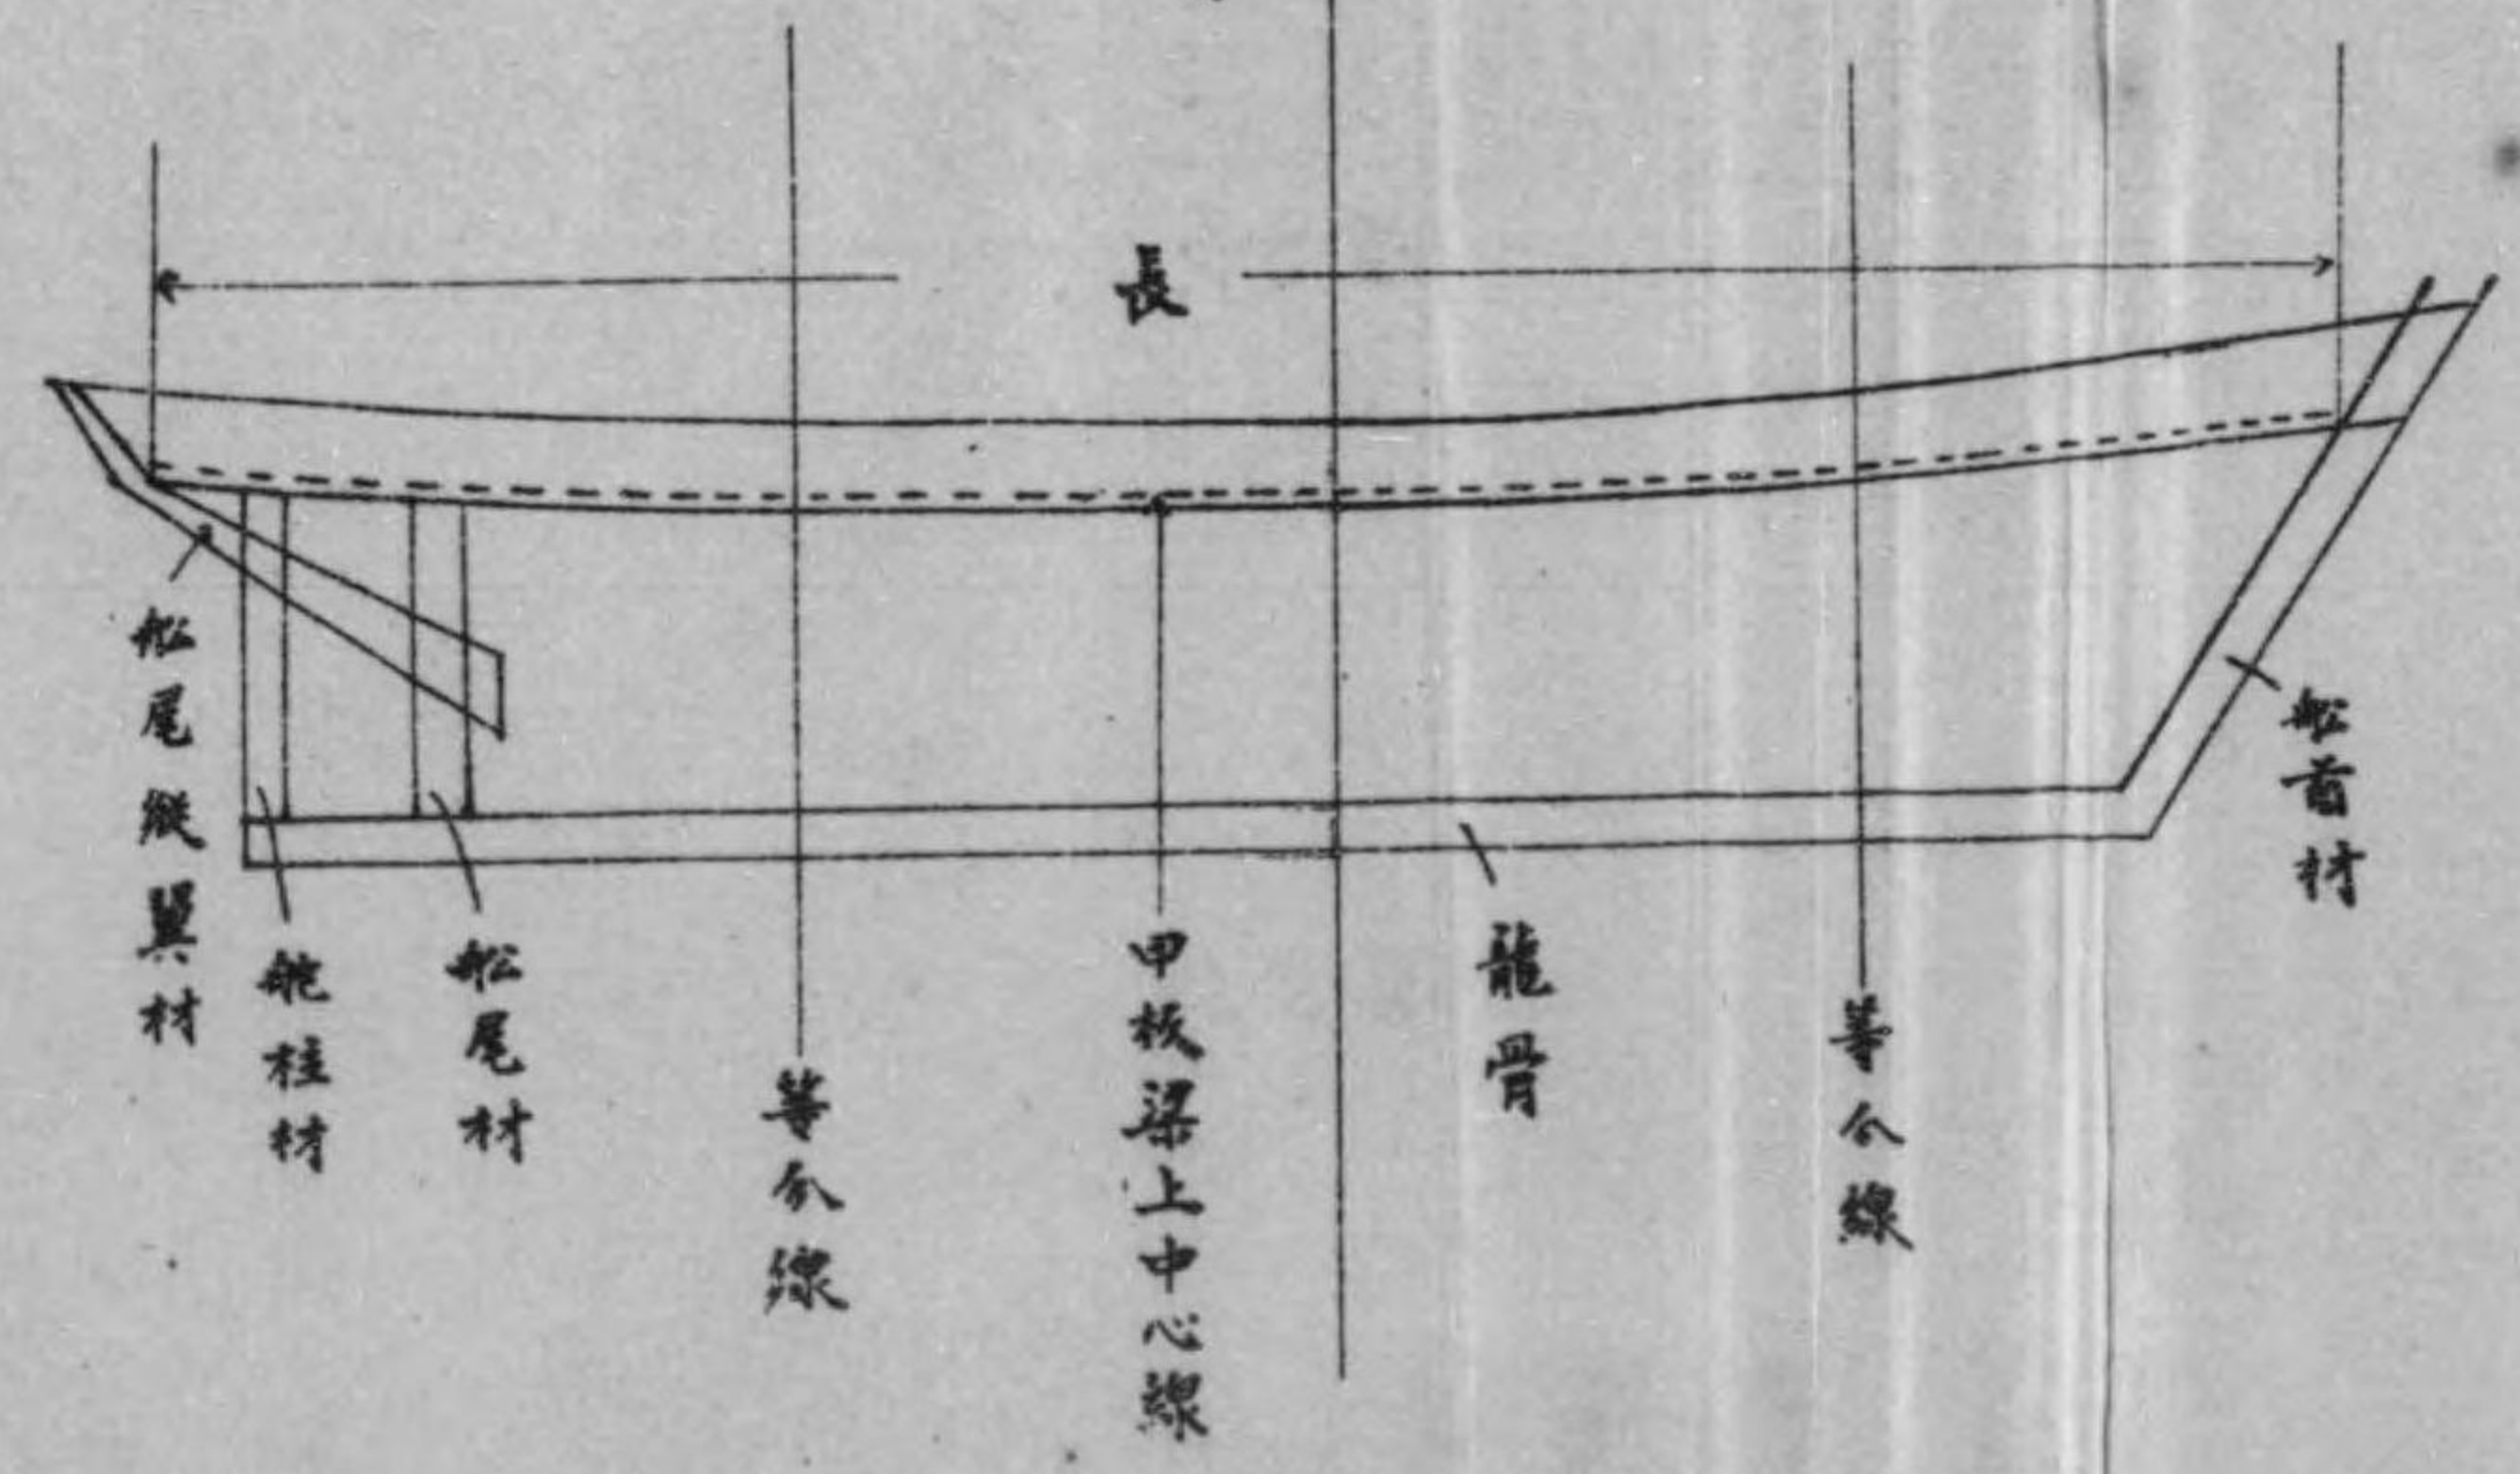 長
船首材
等分線
龍骨
甲板梁上中心線
等分線
船尾材
舵柱材
船尾縦翼材